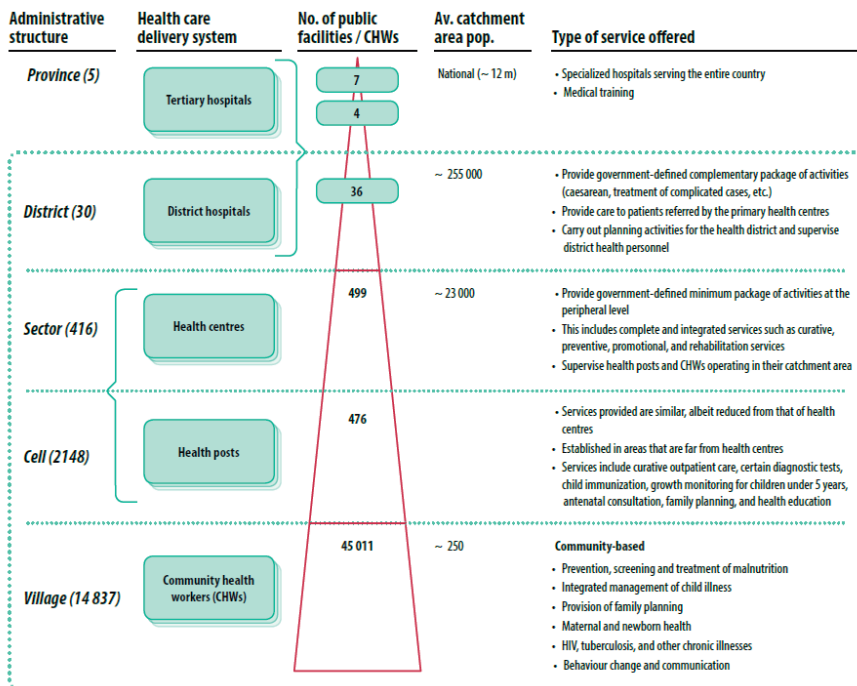 Administrative
structure
Health care
delivery system
No. of public
facilities / CHWs
Av. catchment
area pop.
Type of service offered
Province (5)
Tertiary hospitals
7
4
National (~ 12 m)
• Specialized hospitals serving the entire country
• Medical training
District (30)
District hospitals
36
~ 255 000
• Provide government-defined complementary package of activities
(caesarean, treatment of complicated cases, etc.)
• Provide care to patients referred by the primary health centres
• Carry out planning activities for the health district and supervise
district health personnel
Sector (416)
Health centres
499
~ 23 000
• Provide government-defined minimum package of activities at the
peripheral level
• This includes complete and integrated services such as curative,
preventive, promotional, and rehabilitation services
• Supervise health posts and CHWs operating in their catchment area
Cell (2148)
Health posts
476
• Services provided are similar, albeit reduced from that of health
centres
• Established in areas that are far from health centres
• Services include curative outpatient care, certain diagnostic tests,
child immunization, growth monitoring for children under 5 years,
antenatal consultation, family planning, and health education
Village (14 837)
Community health
workers (CHWs)
45 011
~ 250
Community-based
• Prevention, screening and treatment of malnutrition
• Integrated management of child illness
• Provision of family planning
• Maternal and newborn health
• HIV, tuberculosis, and other chronic illnesses
• Behaviour change and communication